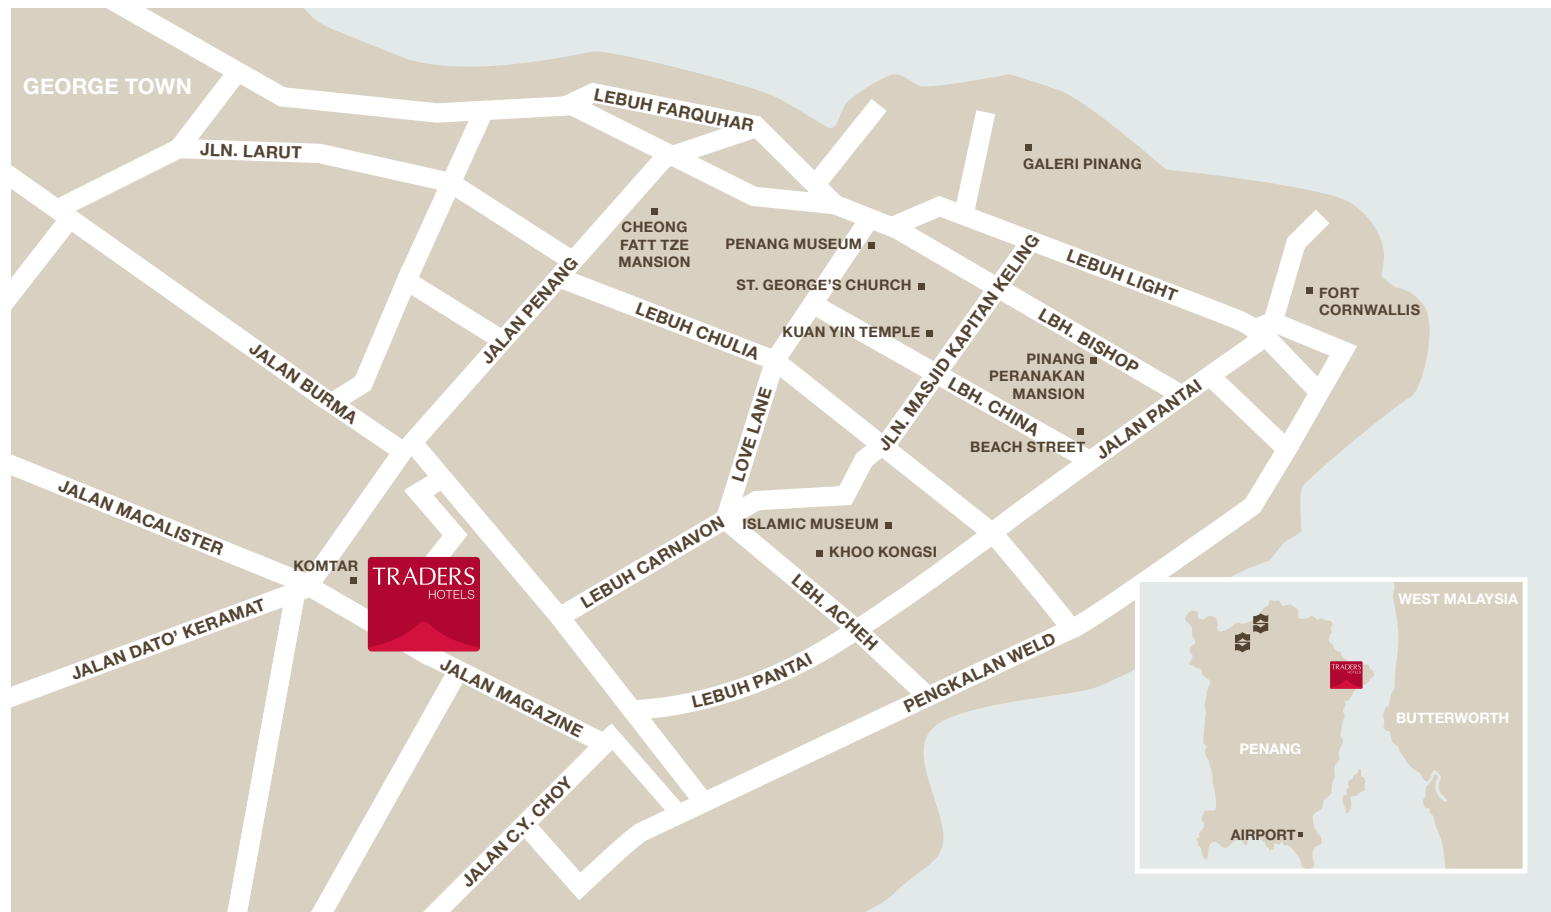 GEORGE TOWN
LEBUH FARQUHAR
JLN. LARUT
GALERI PINANG
CHEONG
FATT TZE
MANSION
PENANG MUSEUM
ST. GEORGE'S CHURCH
KUAN YIN TEMPLE
JALAN PENANG
LEBUH CHULIA
JLN. MASJID KAPITAN KELING
LEBUH LIGHT
FORT
CORNWALLIS
LBH. BISHOP
PINANG
PERANAKAN
MANSION
LBH. CHINA
BEACH STREET
JALAN PANTAI
JALAN BURMA
LOVE LANE
JALAN MACALISTER
KOMTAR
TRADERS
HOTELS
JALAN DATO' KERAMAT
LEBUH CARNAVON
ISLAMIC MUSEUM
KHOO KONGSI
LBH. ACHEH
LEBUH PANTAI
PENGKALAN WELD
JALAN MAGAZINE
JALAN C.Y. CHOY
WEST MALAYSIA
TRADERS
HOTELS
BUTTERWORTH
PENANG
AIRPORT